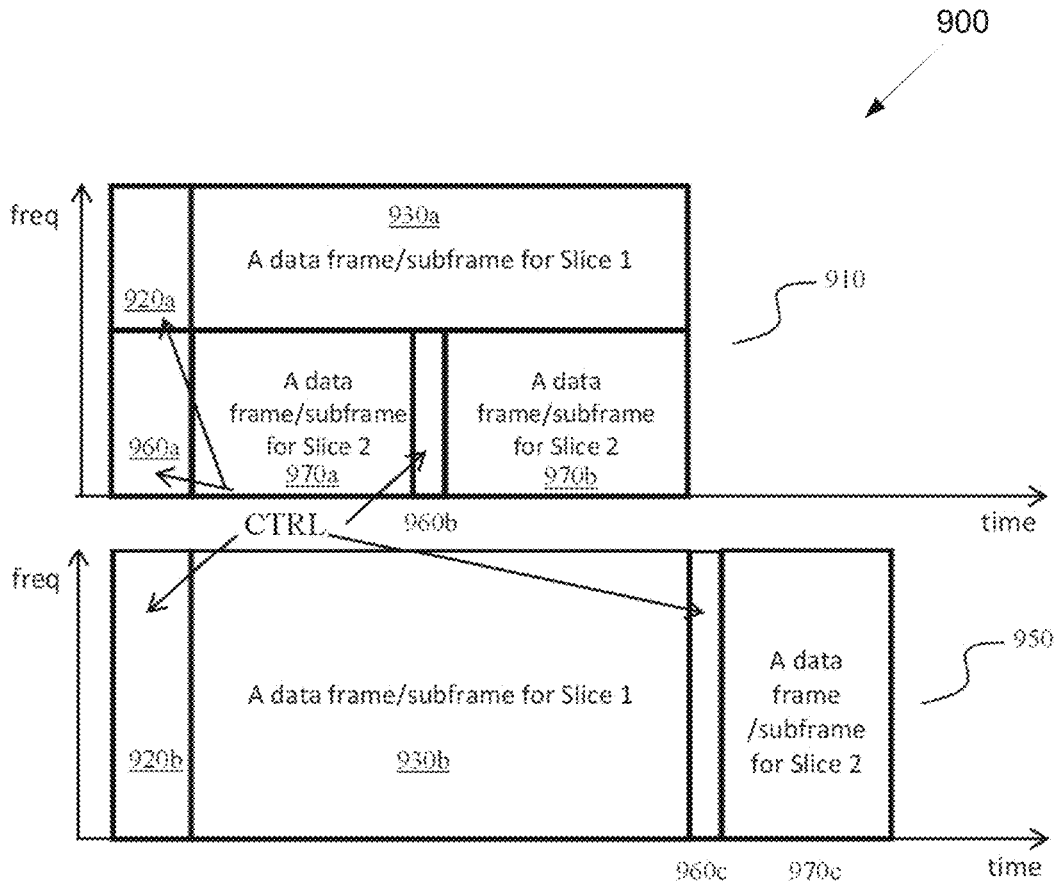 900
freq
930a
A data frame/subframe for Slice 1
910
920a
A data
frame/subframe
for Slice 2
970a
A data
frame/subframe
for Slice 2
970b
960a
CTRL
960b
time
freq
950
A data frame/subframe for Slice 1
A data
frame
/subframe
for Slice 2
920b
930b
960c
970c
time